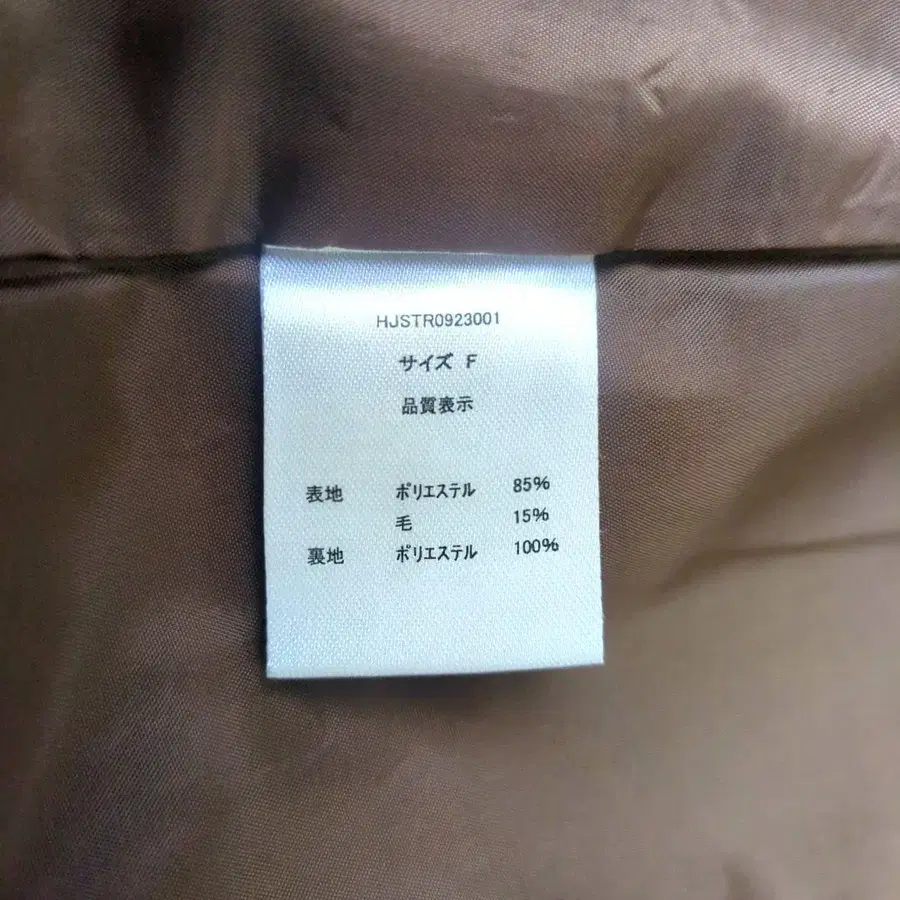 HJSTR0923001
サイズ F
品質表示
表地 ポリエステル 85%
毛 15%
裏地 ポリエステル 100%